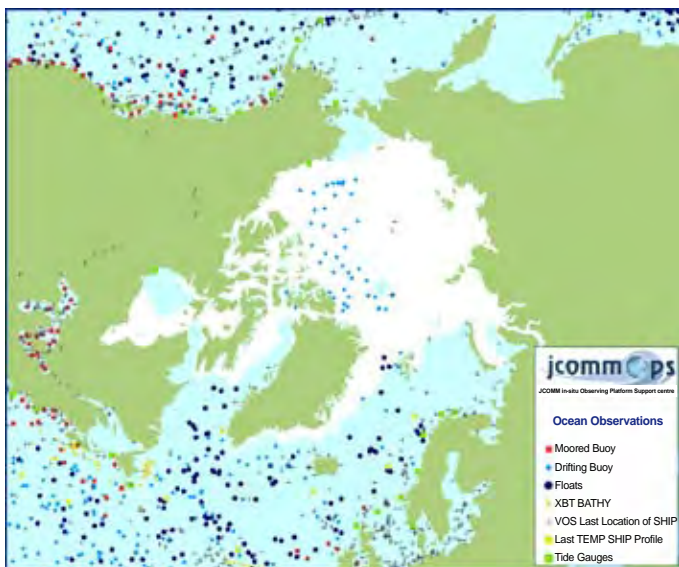 jcommops
JCOMM in-situ Observing Platform Support centre
Ocean Observations
Moored Buoy
Drifting Buoy
Floats
XBT BATHY
VOS Last Location of SHIP
Last TEMP SHIP Profile
Tide Gauges